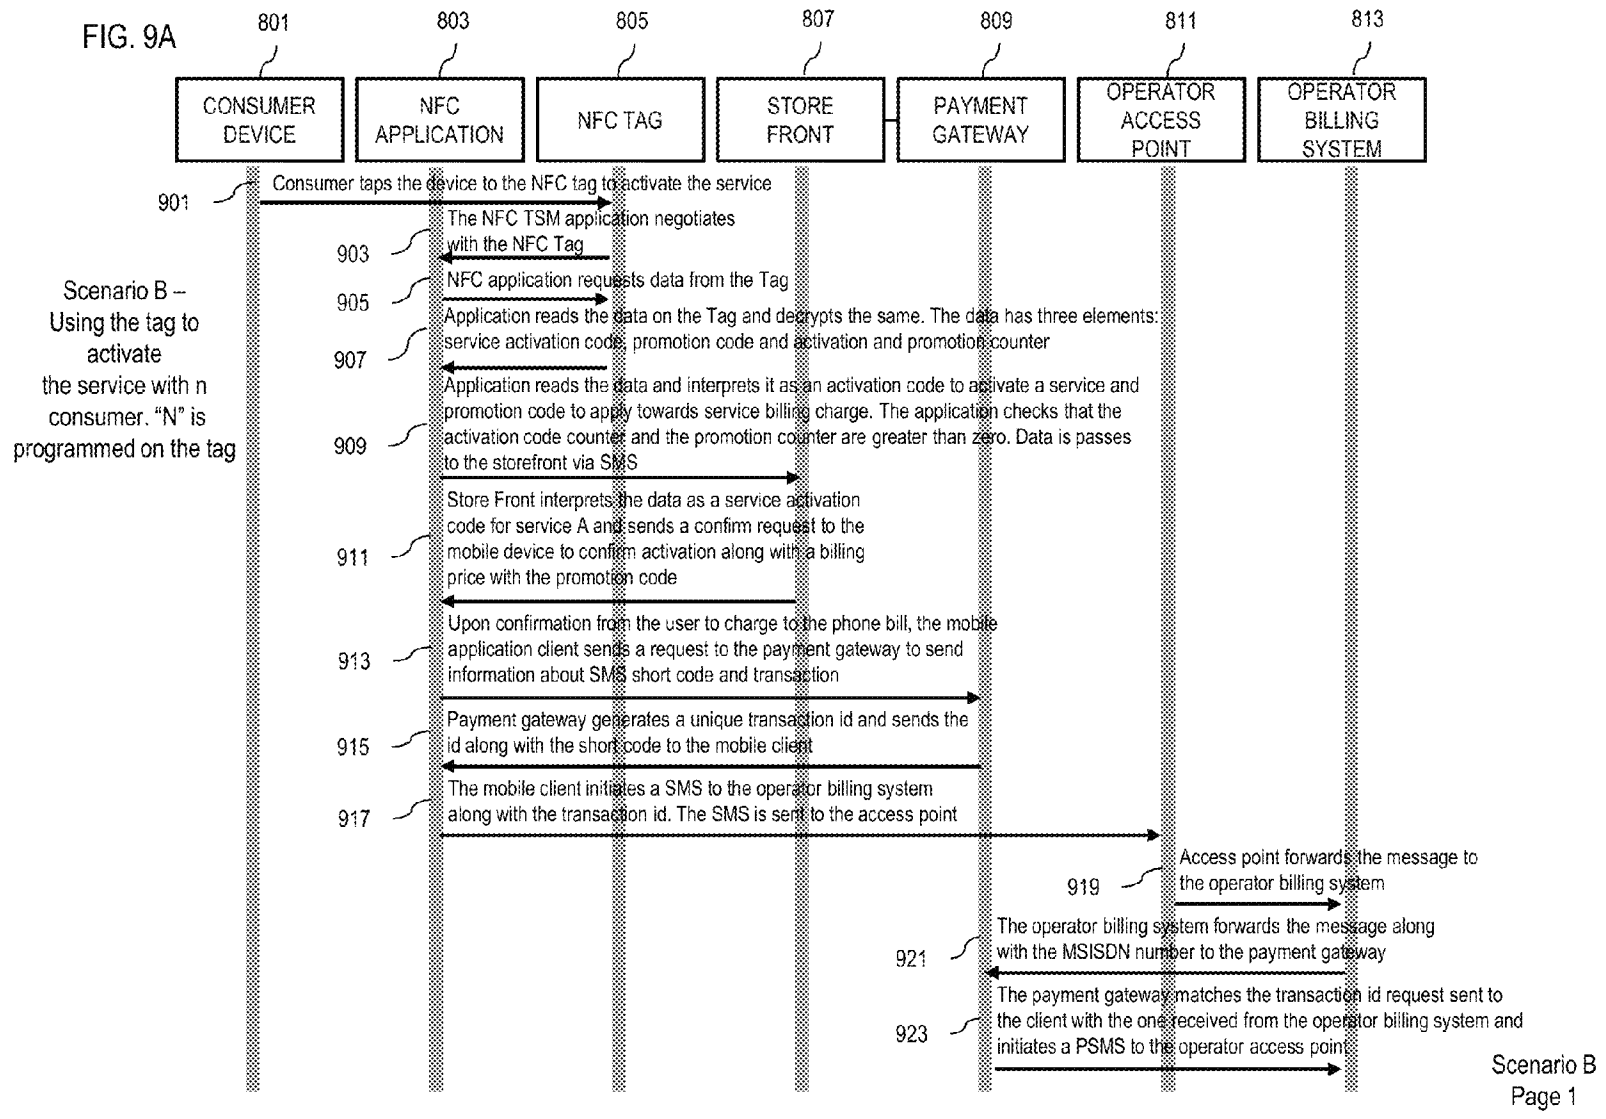 FIG. 9A
801
803
805
807
809
811
813
CONSUMER
DEVICE
NFC
APPLICATION
NFC TAG
STORE
FRONT
PAYMENT
GATEWAY
OPERATOR
ACCESS
POINT
OPERATOR
BILLING
SYSTEM
901
Consumer taps the device to the NFC tag to activate the service
903
The NFC TSM application negotiates
with the NFC Tag
905
NFC application requests data from the Tag
Scenario B –
Using the tag to
activate
the service with n
consumer. “N” is
programmed on the tag
907
Application reads the data on the Tag and decrypts the same. The data has three elements:
service activation code, promotion code and activation and promotion counter
909
Application reads the data and interprets it as an activation code to activate a service and
promotion code to apply towards service billing charge. The application checks that the
activation code counter and the promotion counter are greater than zero. Data is passes
to the storefront via SMS
911
Store Front interprets the data as a service activation
code for service A and sends a confirm request to the
mobile device to confirm activation along with a billing
price with the promotion code
913
Upon confirmation from the user to charge to the phone bill, the mobile
application client sends a request to the payment gateway to send
information about SMS short code and transaction
915
Payment gateway generates a unique transaction id and sends the
id along with the short code to the mobile client
917
The mobile client initiates a SMS to the operator billing system
along with the transaction id. The SMS is sent to the access point
919
Access point forwards the message to
the operator billing system
921
The operator billing system forwards the message along
with the MSISDN number to the payment gateway
923
The payment gateway matches the transaction id request sent to
the client with the one received from the operator billing system and
initiates a PSMS to the operator access point
Scenario B
Page 1